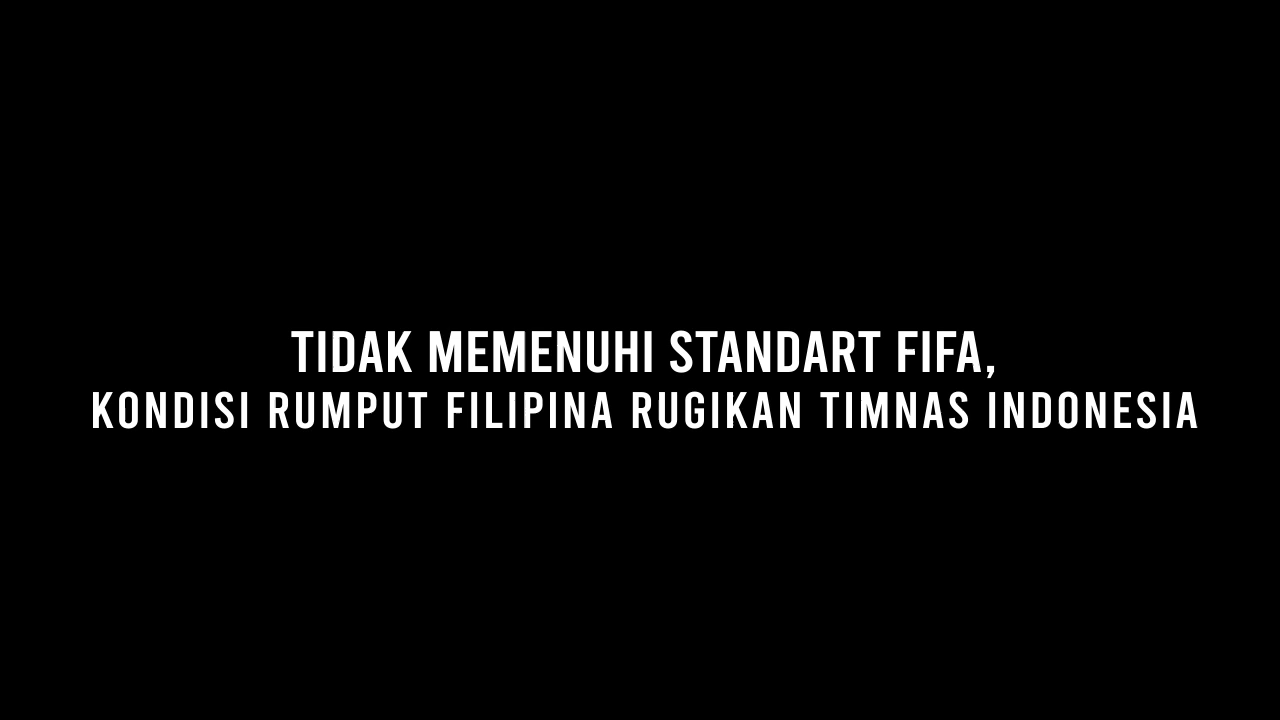 TIDAK MEMENUHI STANDART FIFA,
KONDISI RUMPUT FILIPINA RUGIKAN TIMNAS INDONESIA